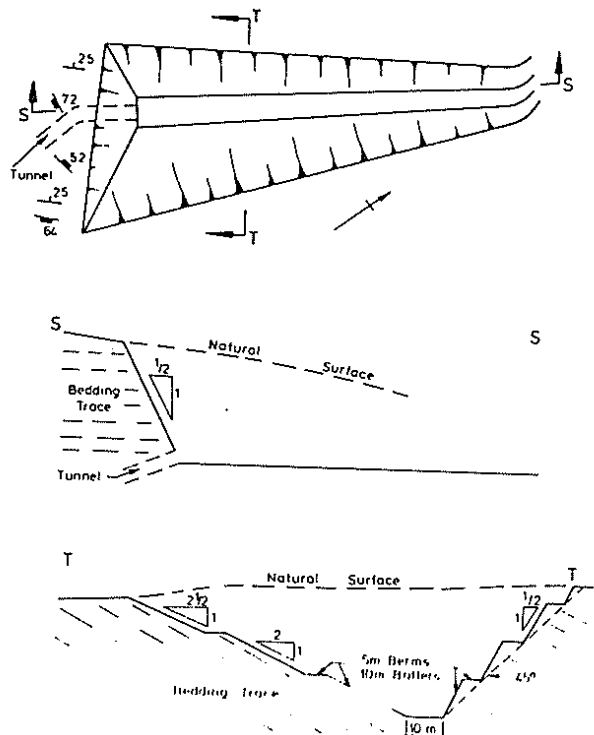 T
25
S
72
S
52
Tunnel
25
64
T
S
Natural
Surface
S
1/2
1
Bedding
Trace
Tunnel
T
Natural Surface
T
2 1/2
1
1/2
1
2
1
5m Berms
10m Batters
45°
Bedding Trace
10 m